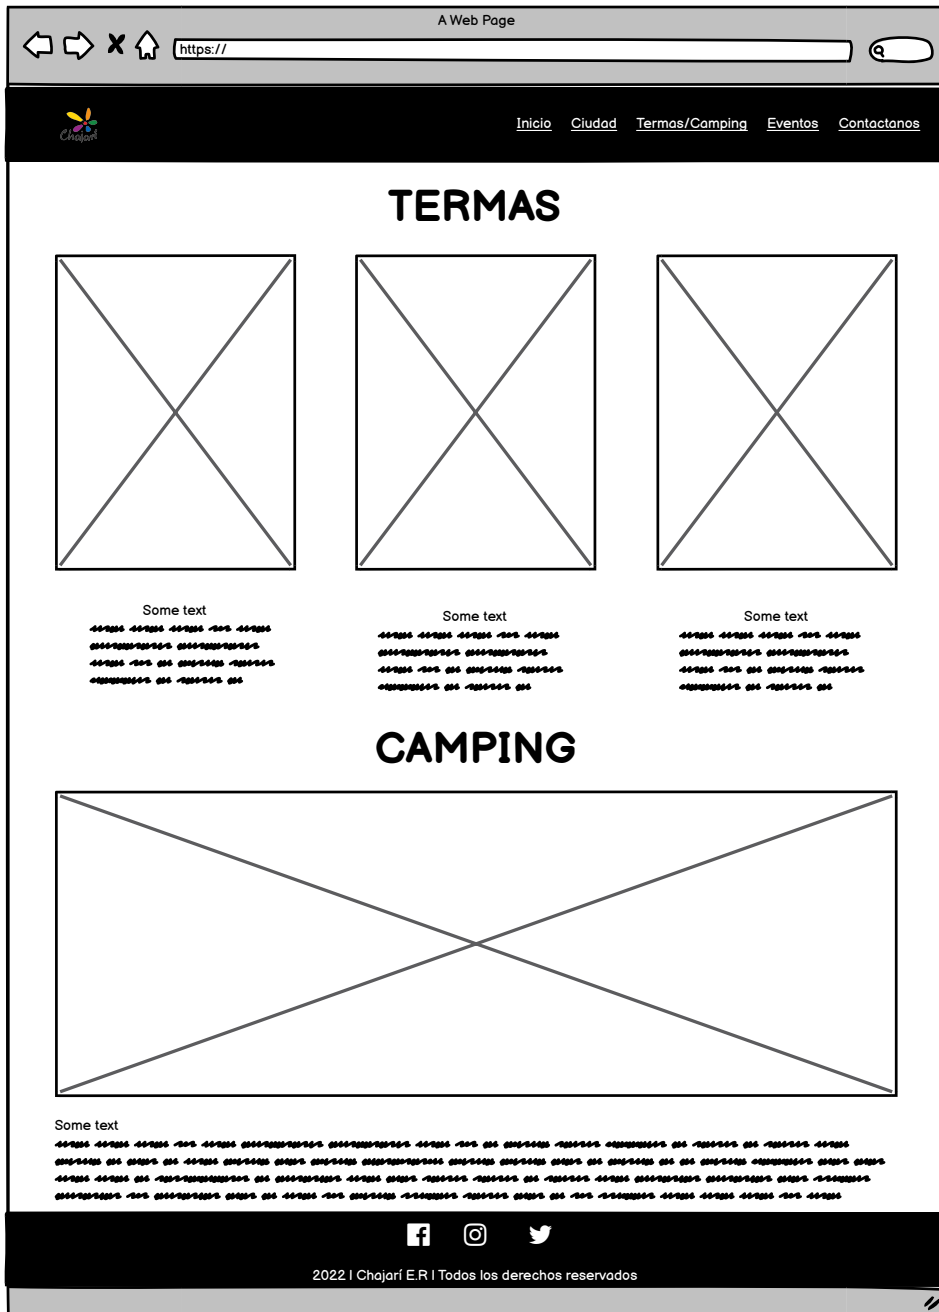 A Web Page
https://
Chajarí
Inicio Ciudad Termas/Camping Eventos Contactanos
TERMAS
Some text
Some text
Some text
CAMPING
Some text
2022 | Chajarí E.R | Todos los derechos reservados